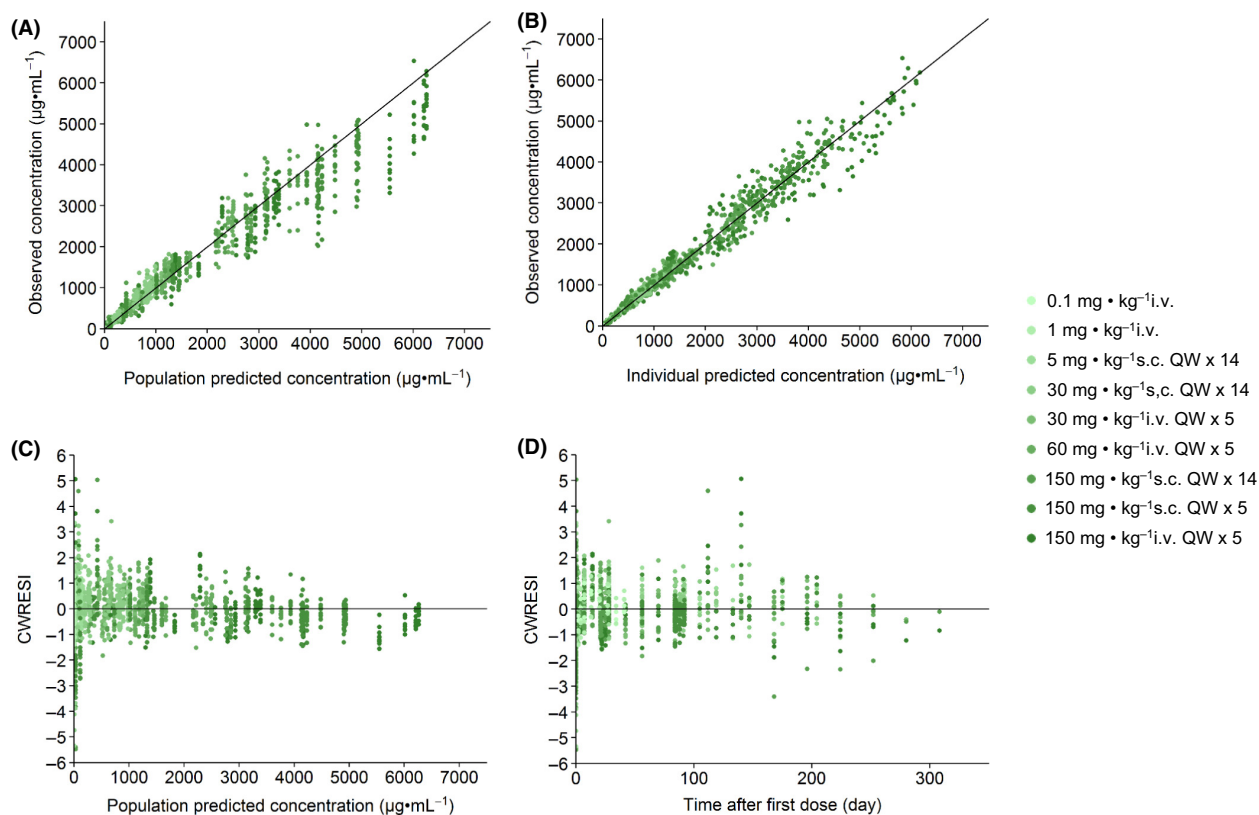 (A)
7000
6000
5000
4000
3000
2000
1000
0
Observed concentration (µg•mL⁻¹)
0 1000 2000 3000 4000 5000 6000 7000
Population predicted concentration (µg•mL⁻¹)
(B)
7000
6000
5000
4000
3000
2000
1000
0
Observed concentration (µg•mL⁻¹)
0 1000 2000 3000 4000 5000 6000 7000
Individual predicted concentration (µg•mL⁻¹)
(C)
6
5
4
3
2
1
0
–1
–2
–3
–4
–5
–6
CWRESI
0 1000 2000 3000 4000 5000 6000 7000
Population predicted concentration (µg•mL⁻¹)
(D)
6
5
4
3
2
1
0
–1
–2
–3
–4
–5
–6
CWRESI
0 100 200 300
Time after first dose (day)
0.1 mg • kg⁻¹i.v.
1 mg • kg⁻¹i.v.
5 mg • kg⁻¹s.c. QW x 14
30 mg • kg⁻¹s,c. QW x 14
30 mg • kg⁻¹i.v. QW x 5
60 mg • kg⁻¹i.v. QW x 5
150 mg • kg⁻¹s.c. QW x 14
150 mg • kg⁻¹s.c. QW x 5
150 mg • kg⁻¹i.v. QW x 5